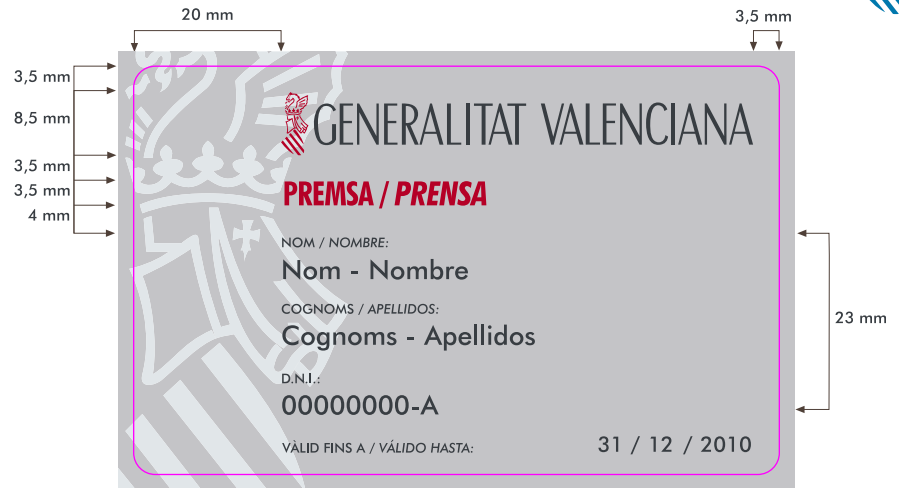 20 mm
3,5 mm
3,5 mm
8,5 mm
3,5 mm
3,5 mm
4 mm
GENERALITAT VALENCIANA
PREMSA / PRENSA
NOM / NOMBRE:
Nom - Nombre
COGNOMS / APELLIDOS:
Cognoms - Apellidos
23 mm
D.N.I.:
00000000-A
VÀLID FINS A / VÁLIDO HASTA:
31 / 12 / 2010